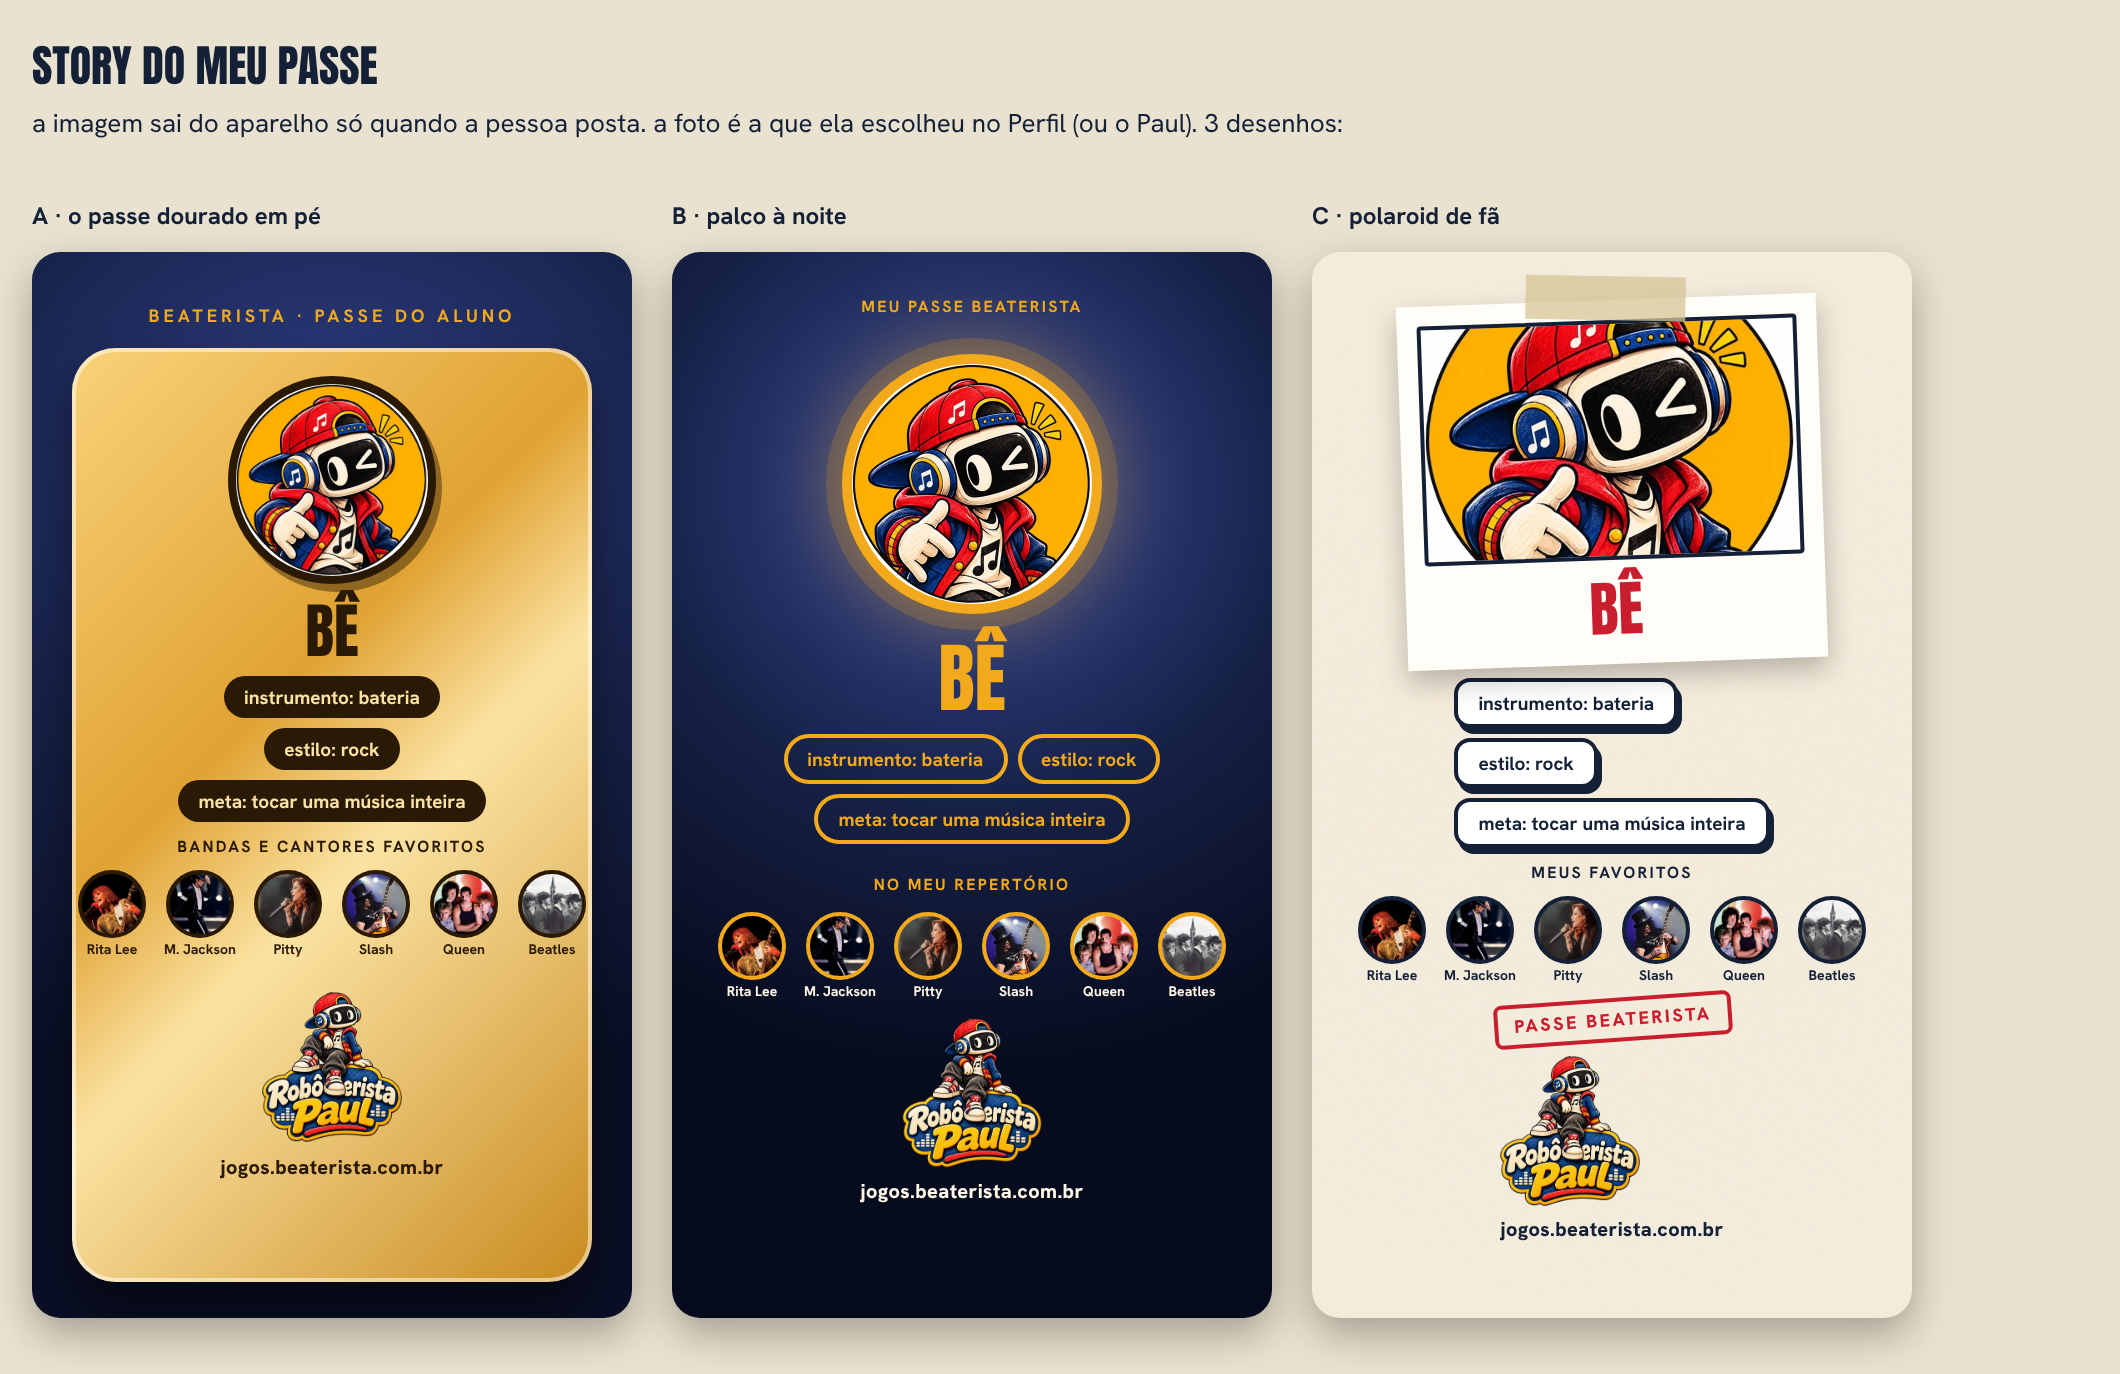 STORY DO MEU PASSE
a imagem sai do aparelho só quando a pessoa posta. a foto é a que ela escolheu no Perfil (ou o Paul). 3 desenhos:
A · o passe dourado em pé
BEATERISTA · PASSE DO ALUNO
BÊ
instrumento: bateria
estilo: rock
meta: tocar uma música inteira
BANDAS E CANTORES FAVORITOS
Rita Lee M. Jackson Pitty Slash Queen Beatles
Robô erista
Paul
jogos.beaterista.com.br
B · palco à noite
MEU PASSE BEATERISTA
BÊ
instrumento: bateria estilo: rock
meta: tocar uma música inteira
NO MEU REPERTÓRIO
Rita Lee M. Jackson Pitty Slash Queen Beatles
Robô erista
Paul
jogos.beaterista.com.br
C · polaroid de fã
BÊ
instrumento: bateria
estilo: rock
meta: tocar uma música inteira
MEUS FAVORITOS
Rita Lee M. Jackson Pitty Slash Queen Beatles
PASSE BEATERISTA
Robô erista
Paul
jogos.beaterista.com.br